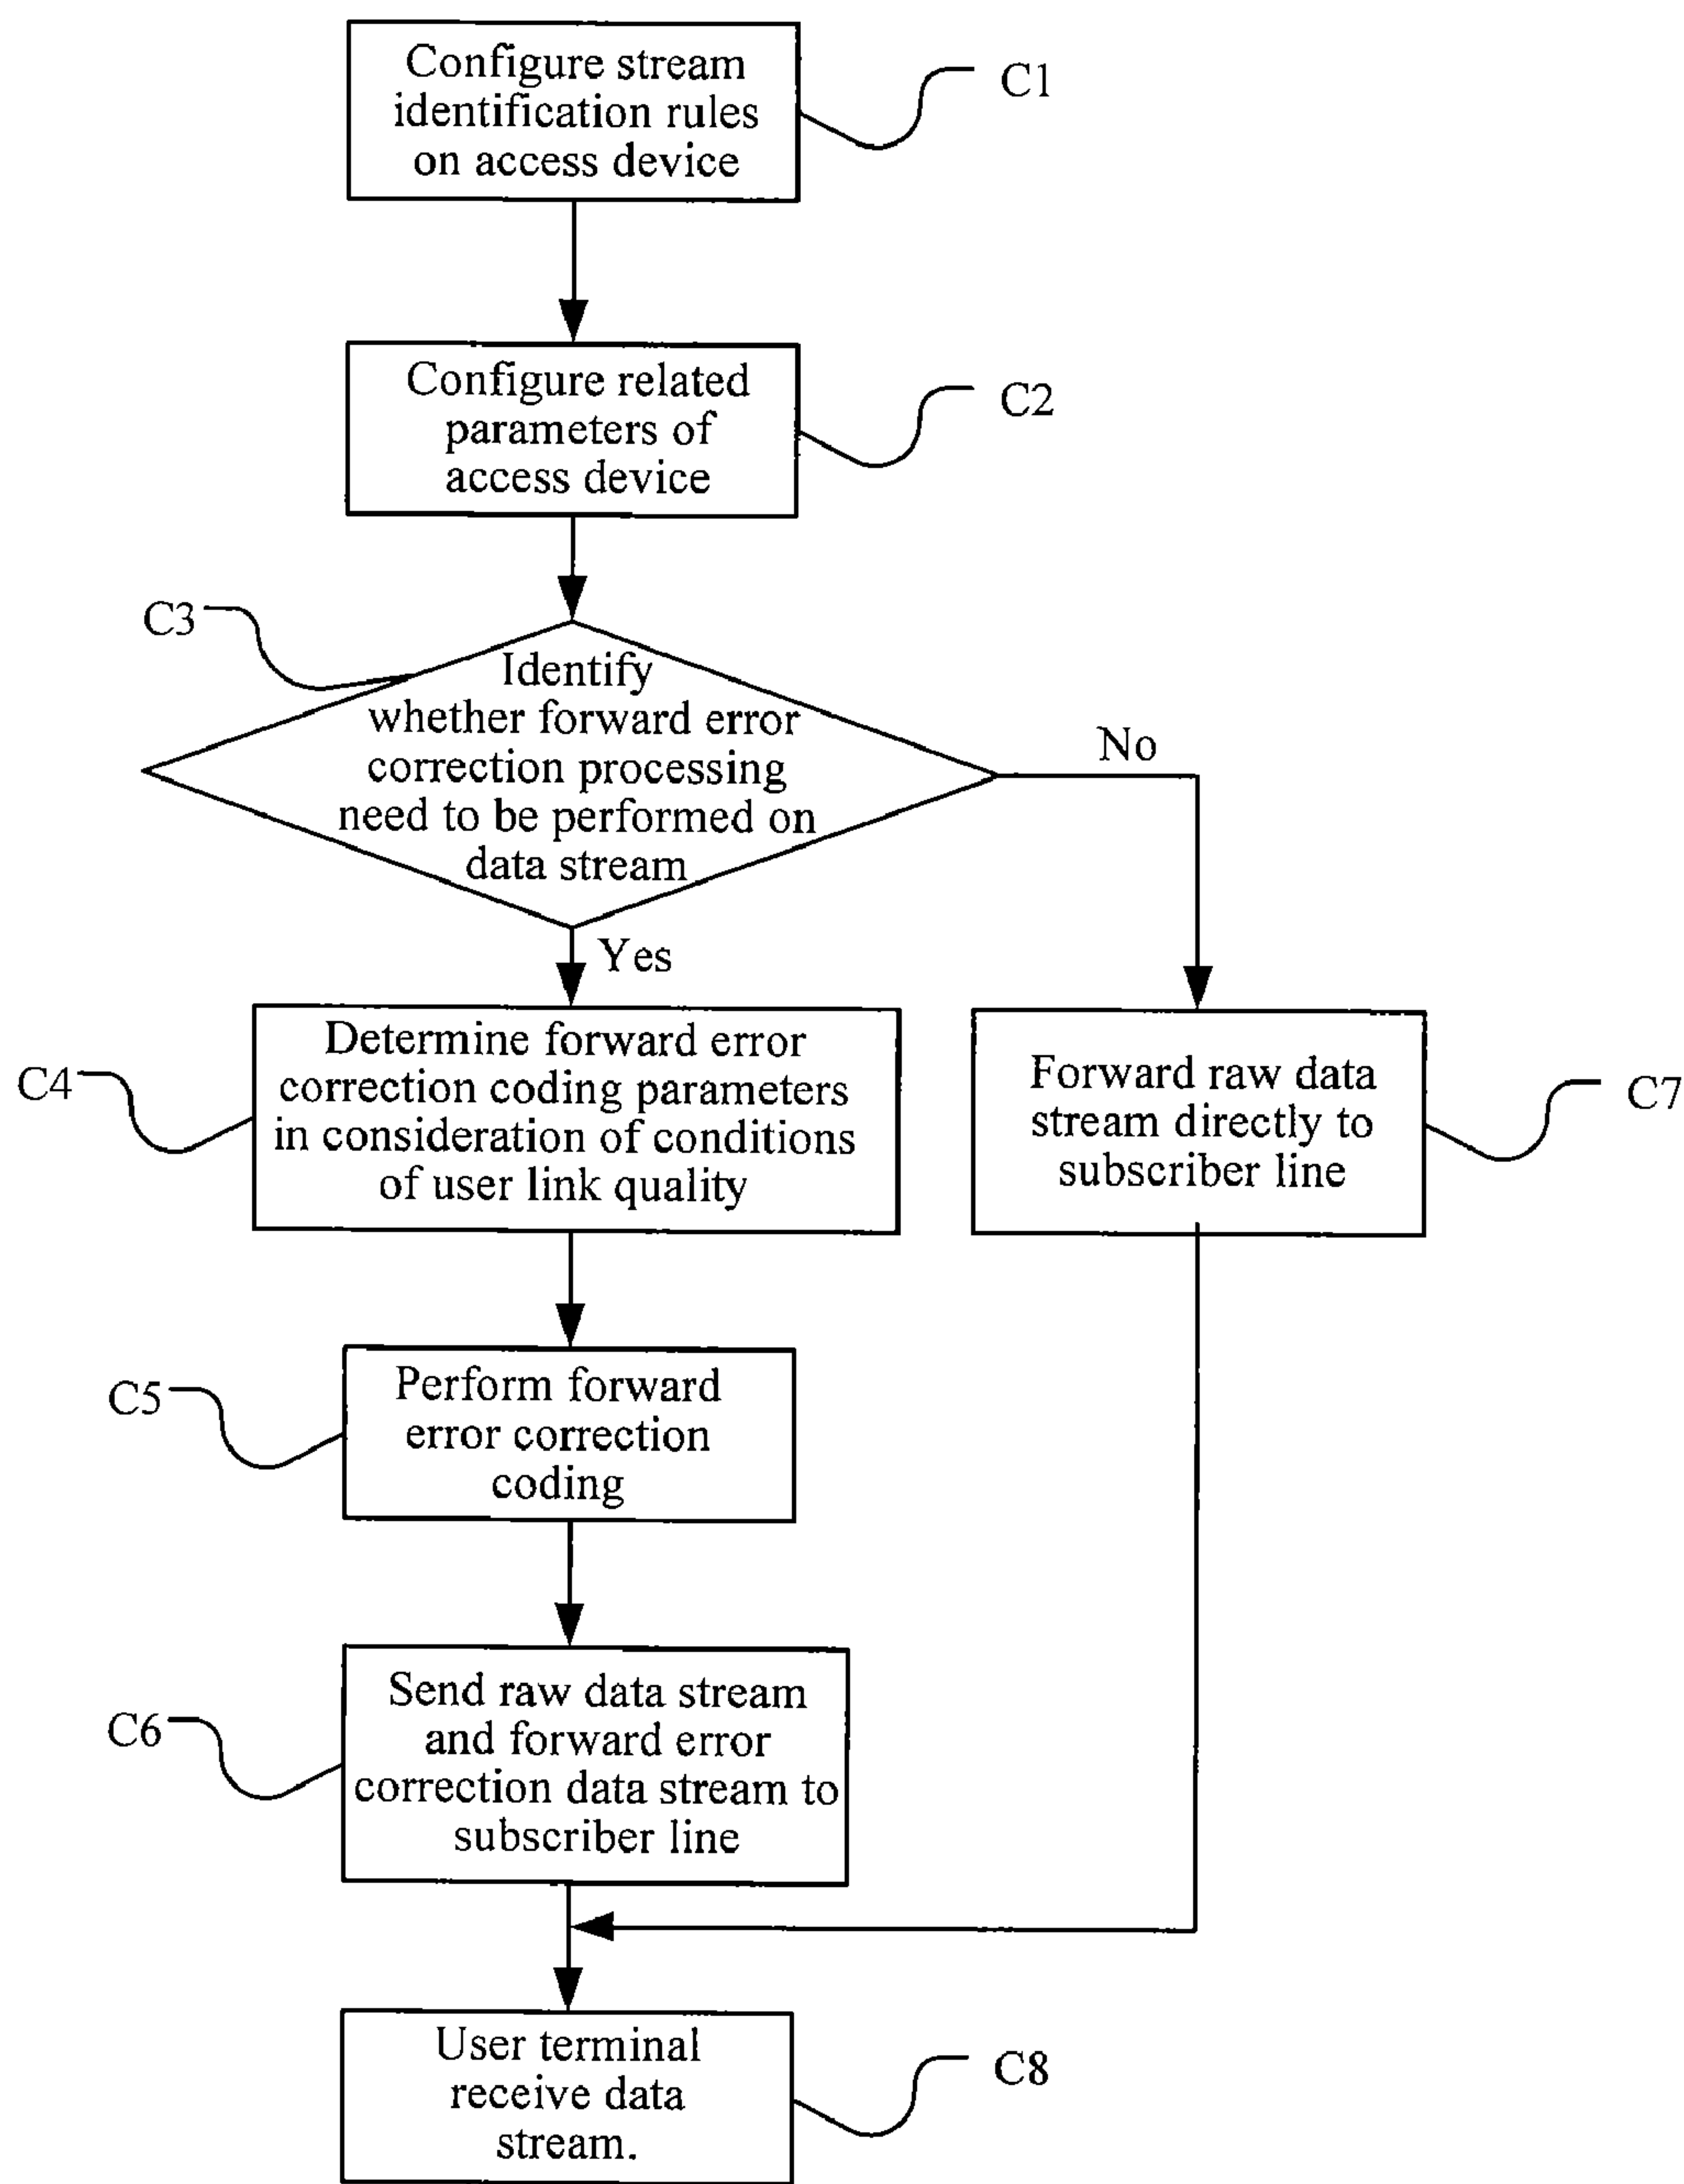 Configure stream
identification rules
on access device
C1
Configure related
parameters of
access device
C2
C3
Identify
whether forward error
correction processing
need to be performed on
data stream
No
Yes
Determine forward error
correction coding parameters
in consideration of conditions
of user link quality
C4
Forward raw data
stream directly to
subscriber line
C7
Perform forward
error correction
coding
C5
Send raw data stream
and forward error
correction data stream to
subscriber line
C6
User terminal
receive data
stream.
C8